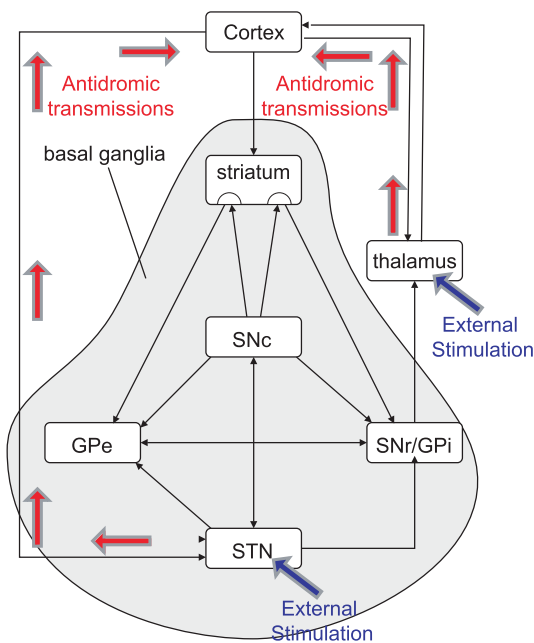 Cortex
Antidromic
transmissions
Antidromic
transmissions
basal ganglia
striatum
thalamus
External
Stimulation
SNc
GPe
SNr/GPi
STN
External
Stimulation